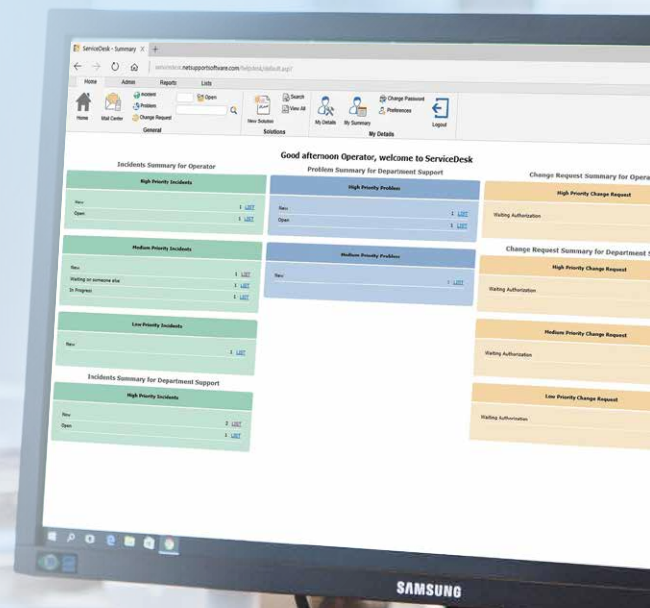 ServiceDesk - Summary X +
servicedesk.netsupportsoftware.com/helpdesk/default.asp?
Home Admin Reports Lists
Incident
Problem
Change Request
Open
Search
View All
Change Password
Preferences
Home Mail Center New Solution My Details My Summary Logout
General Solutions My Details
Good afternoon Operator, welcome to ServiceDesk
Incidents Summary for Operator
High Priority Incidents
New 1 LIST
Open 1 LIST
Medium Priority Incidents
New 1 LIST
Waiting on someone else 1 LIST
In Progress 1 LIST
Low Priority Incidents
New 1 LIST
Incidents Summary for Department Support
High Priority Incidents
New 3 LIST
Open 1 LIST
Problem Summary for Department Support
High Priority Problem
New 1 LIST
Open 1 LIST
Medium Priority Problem
New 1 LIST
Change Request Summary for Opera
High Priority Change Request
Waiting Authorization
Change Request Summary for Department S
High Priority Change Request
Waiting Authorization
Medium Priority Change Request
Waiting Authorization
Low Priority Change Request
Waiting Authorization
SAMSUNG